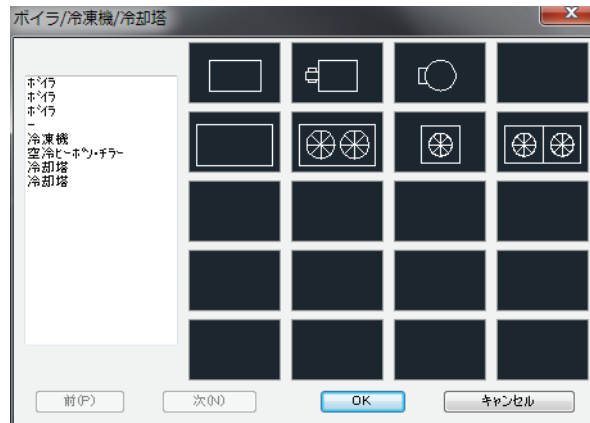 ボイラ/冷凍機/冷却塔
ﾎﾞｲﾗ
ﾎﾞｲﾗ
ﾎﾞｲﾗ
-
冷凍機
空冷ﾋｰﾎﾟﾝ･ﾁﾗｰ
冷却塔
冷却塔
前(P)
次(N)
OK
ｷｬﾝｾﾙ